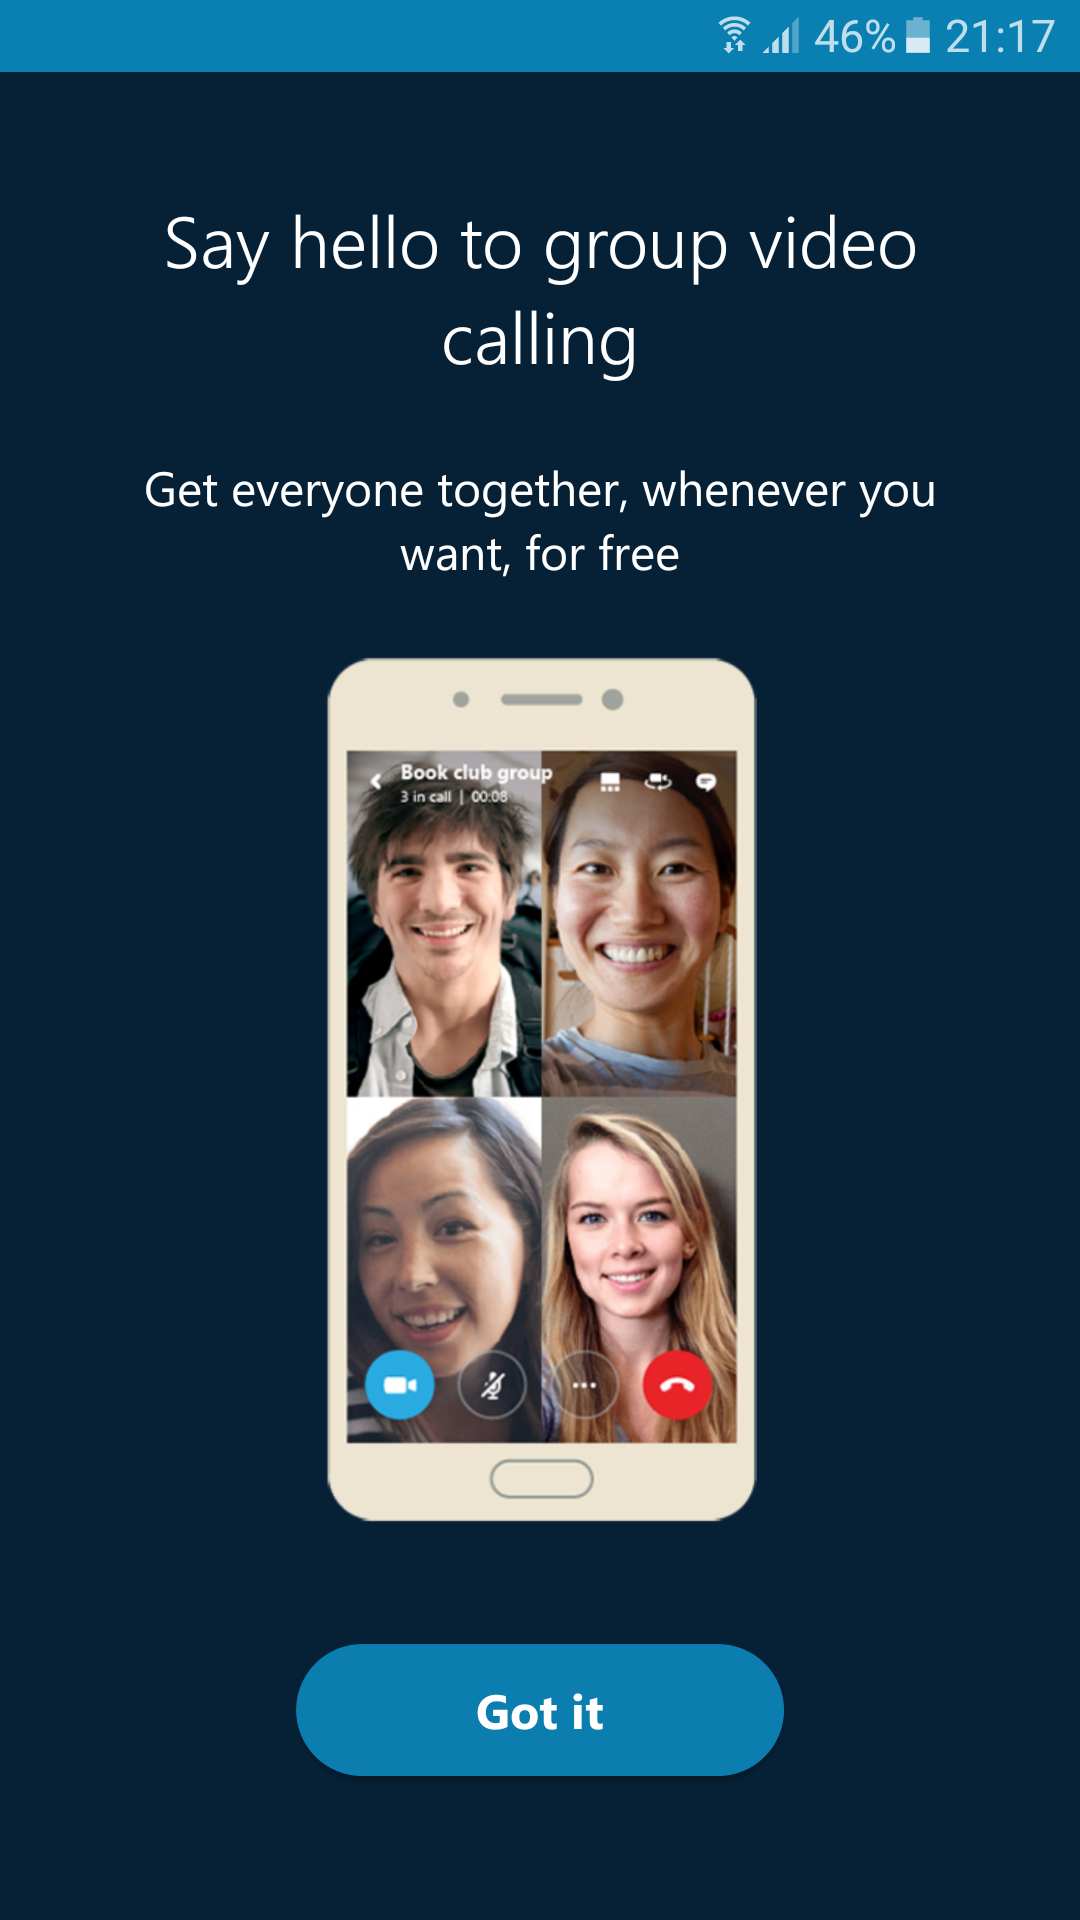 46% 21:17
Say hello to group video
calling
Get everyone together, whenever you
want, for free
Book club group
3 in call | 00:08
Got it